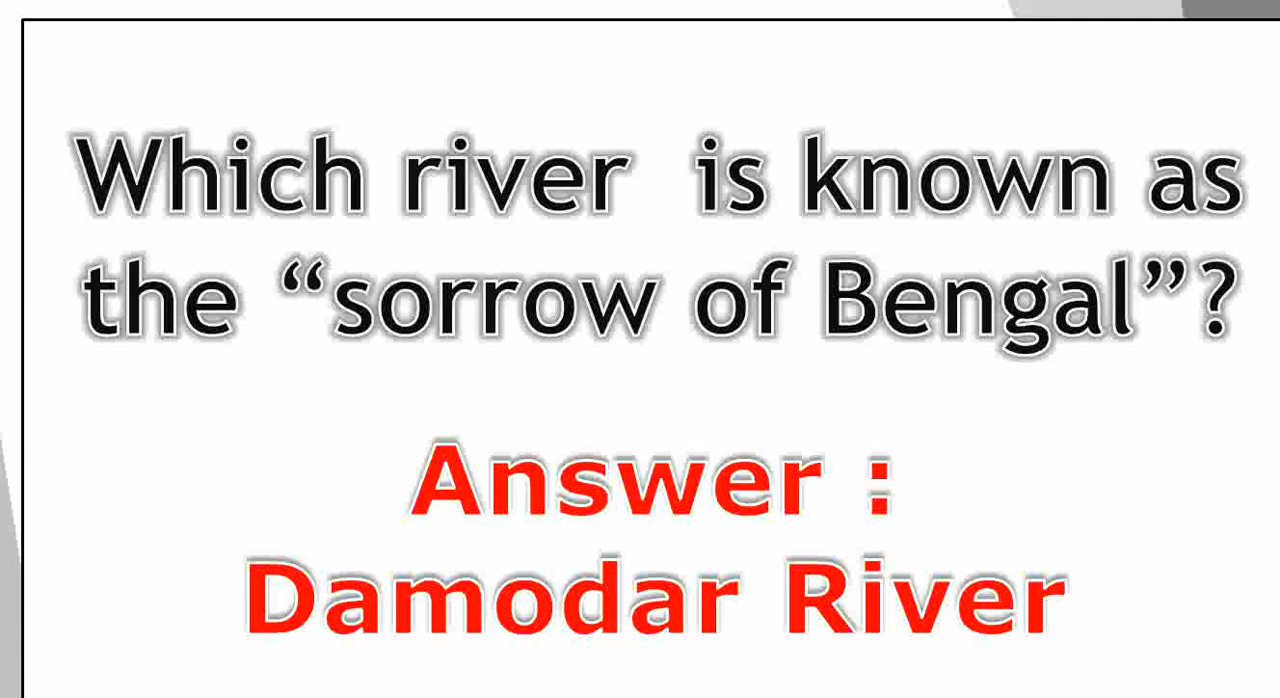 Which river is known as
the “sorrow of Bengal”?
Answer :
Damodar River